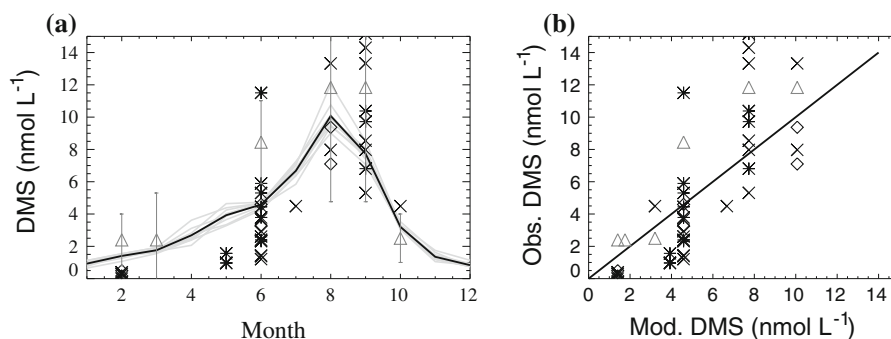 (a)
14
12
10
8
6
4
2
0
DMS (nmol L⁻¹)
2 4 6 8 10 12
Month
(b)
14
12
10
8
6
4
2
0
Obs. DMS (nmol L⁻¹)
0 2 4 6 8 10 12 14
Mod. DMS (nmol L⁻¹)